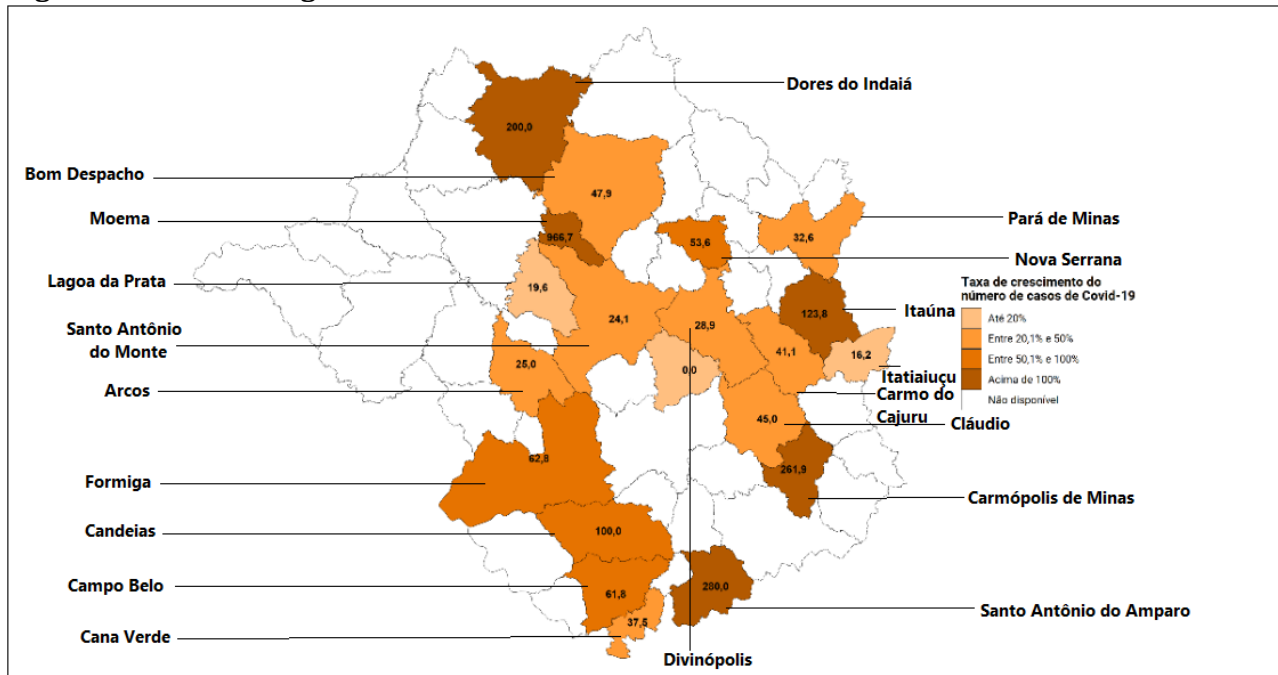 Dores do Indaiá
200,0
Bom Despacho
47,9
Moema
966,7
Pará de Minas
32,6
53,6
Nova Serrana
Lagoa da Prata
19,6
Taxa de crescimento do
número de casos de Covid-19
Até 20%
Entre 20,1% e 50%
Entre 50,1% e 100%
Acima de 100%
Não disponível
Itaúna
123,8
Santo Antônio
do Monte
24,1
28,9
41,1
16,2
Itatiaiuçu
Arcos
25,0
0,0
Carmo do
Cajuru
45,0
Cláudio
62,8
Formiga
261,9
Carmópolis de Minas
Candeias
100,0
Campo Belo
61,8
280,0
Santo Antônio do Amparo
Cana Verde
37,5
Divinópolis